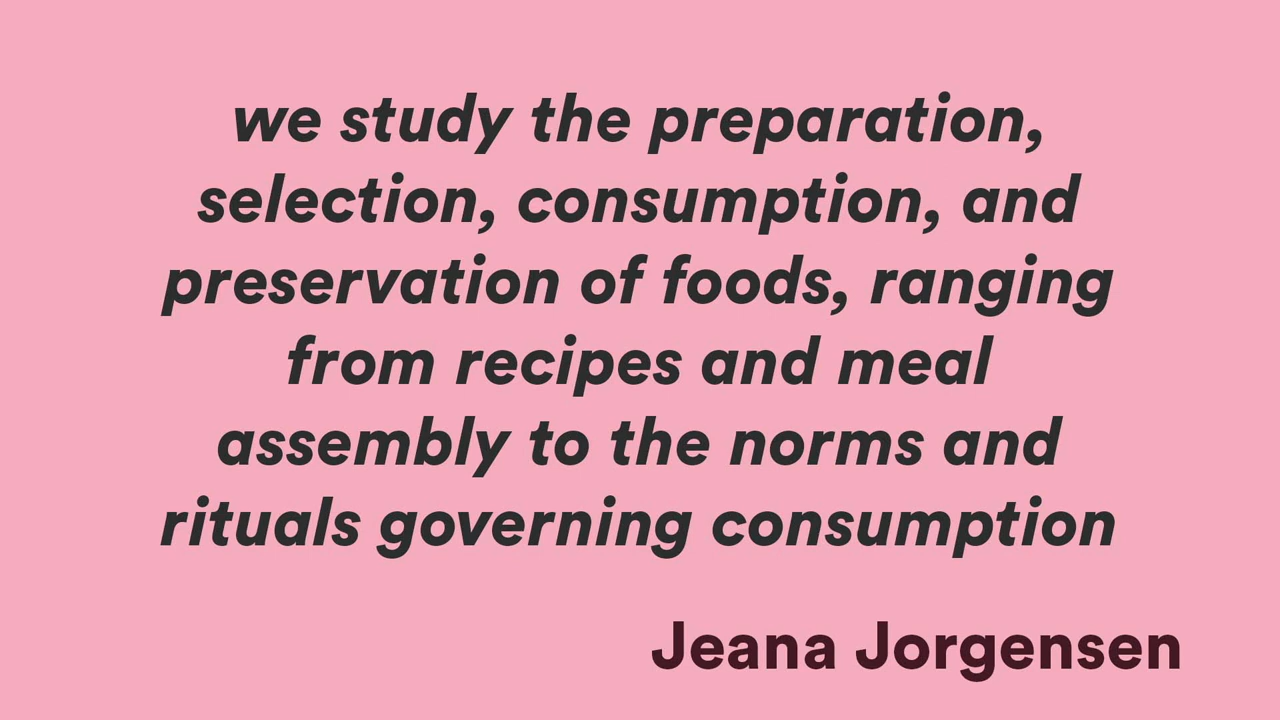 we study the preparation,
selection, consumption, and
preservation of foods, ranging
from recipes and meal
assembly to the norms and
rituals governing consumption
Jeana Jorgensen